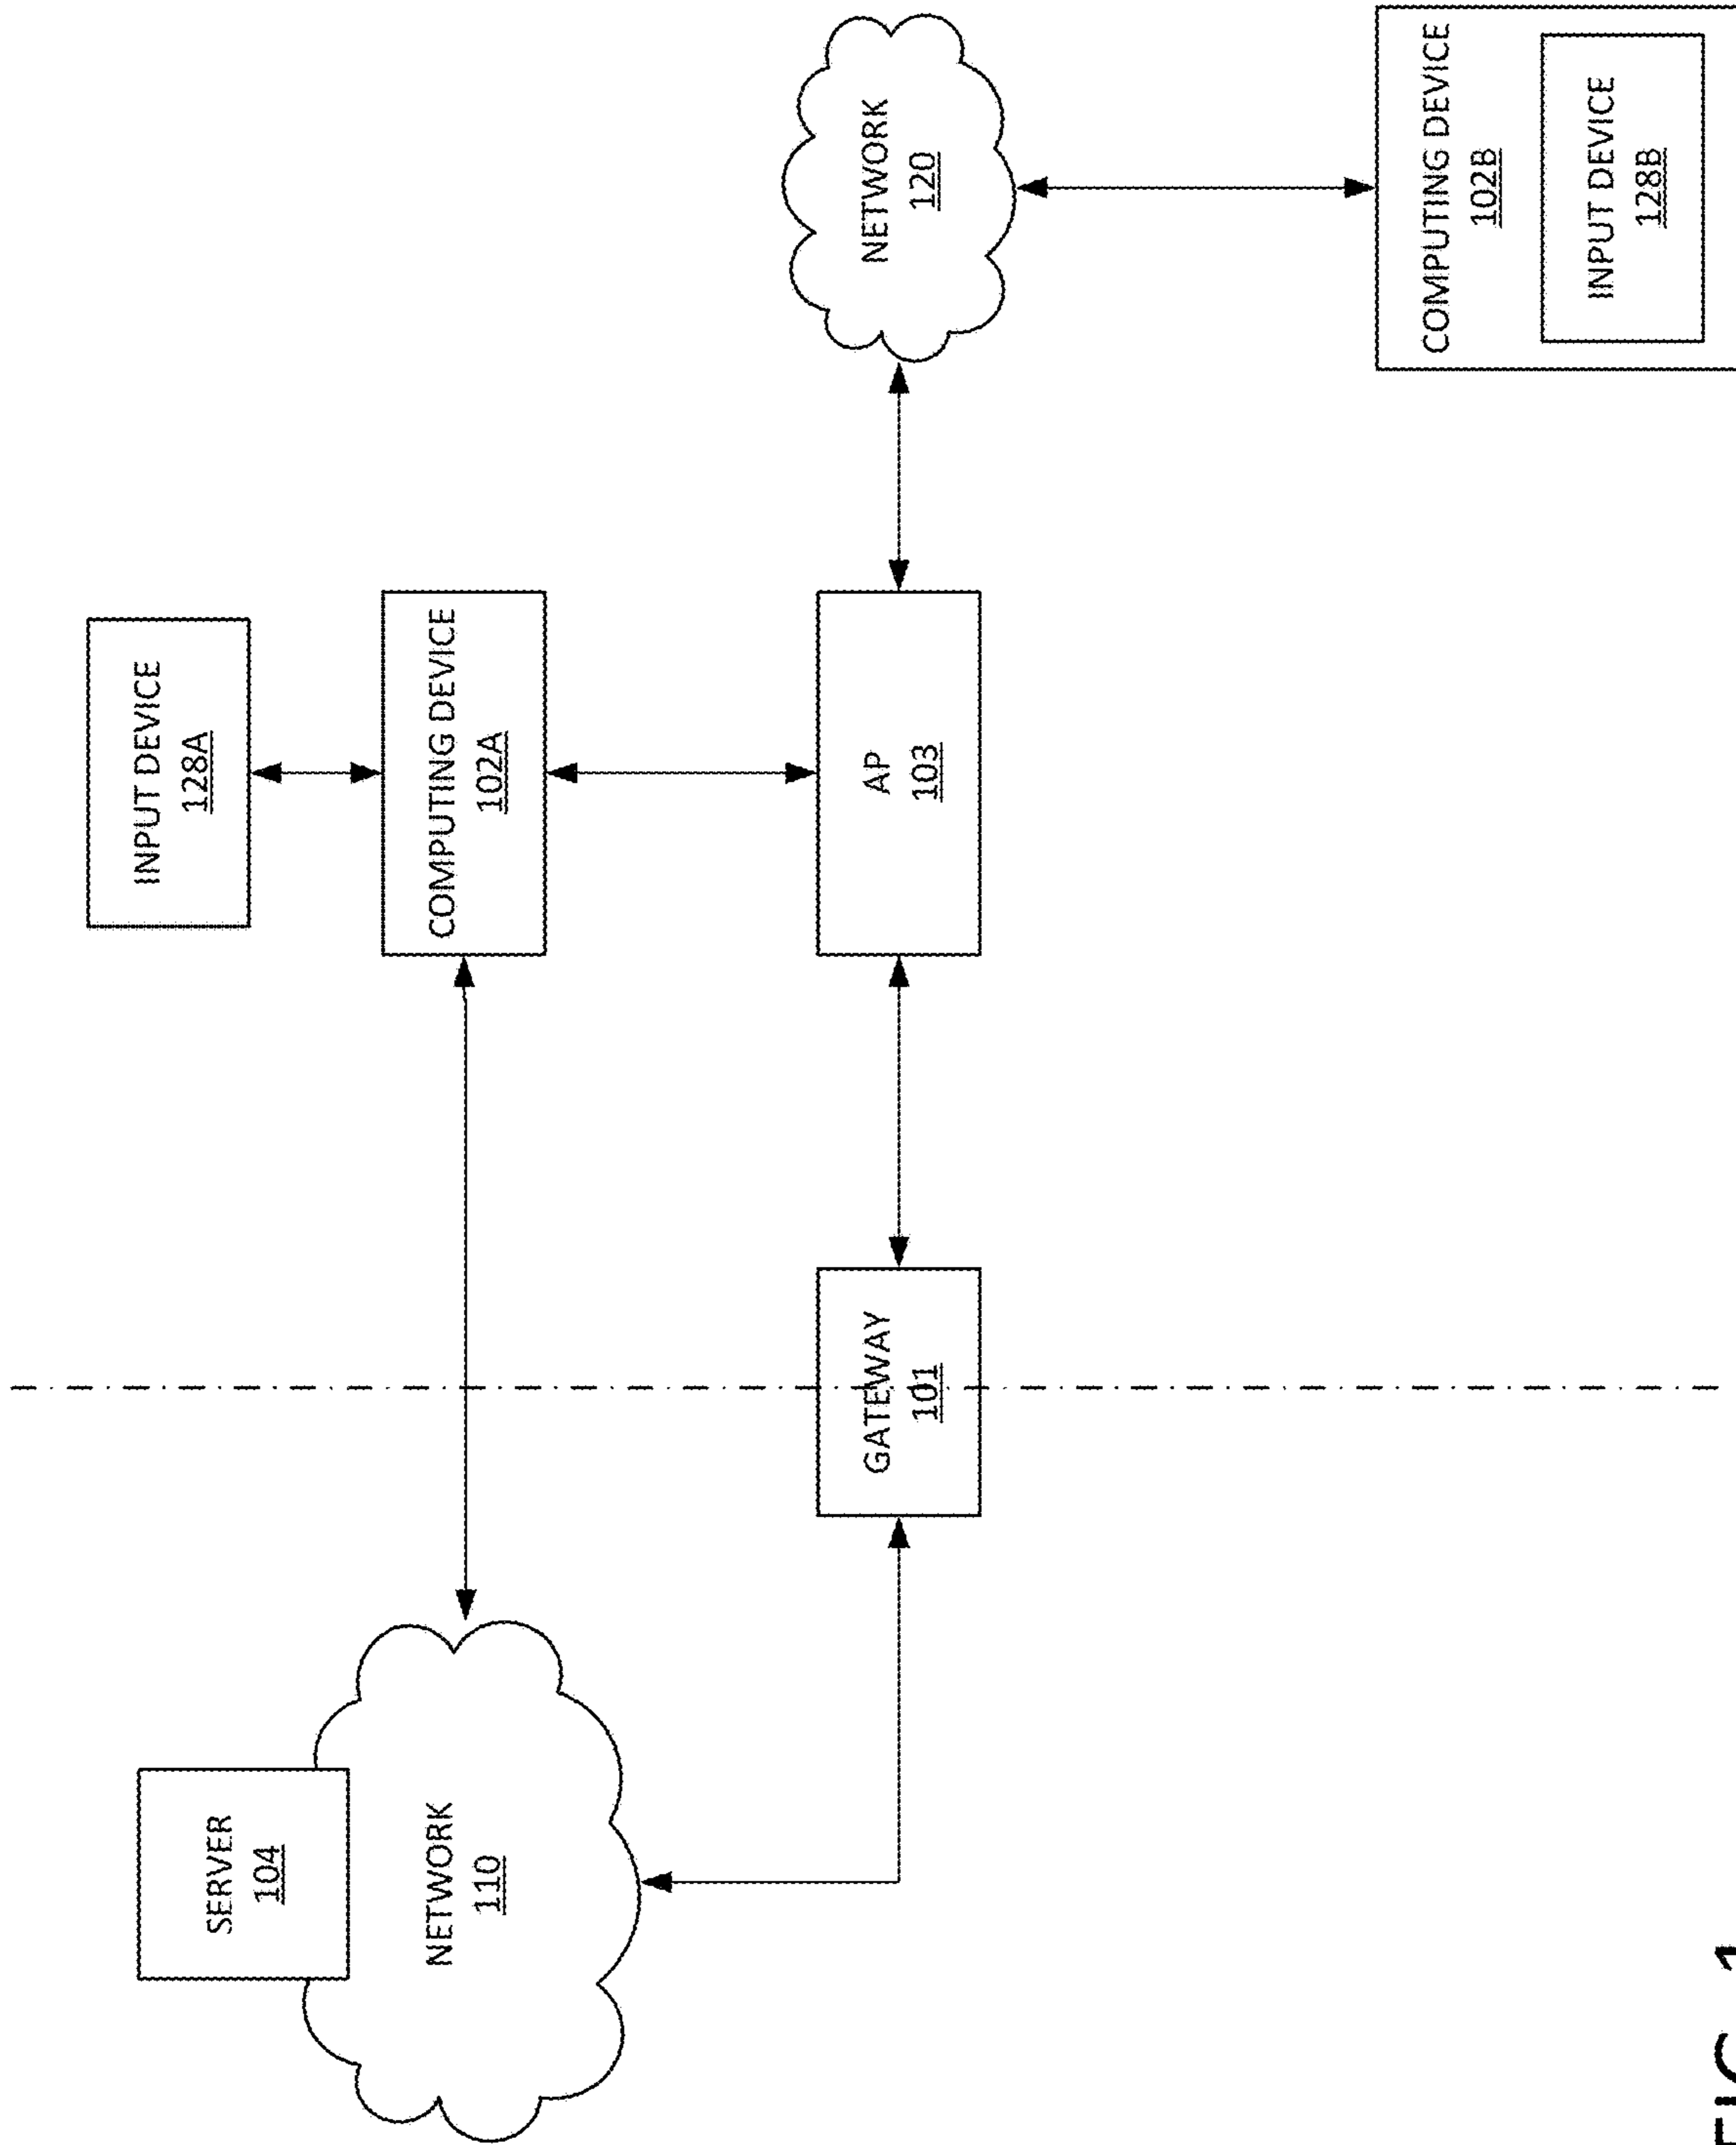 SERVER
104
NETWORK
110
GATEWAY
101
INPUT DEVICE
128A
COMPUTING DEVICE
102A
AP
103
NETWORK
120
COMPUTING DEVICE
102B
INPUT DEVICE
128B
FIG. 1